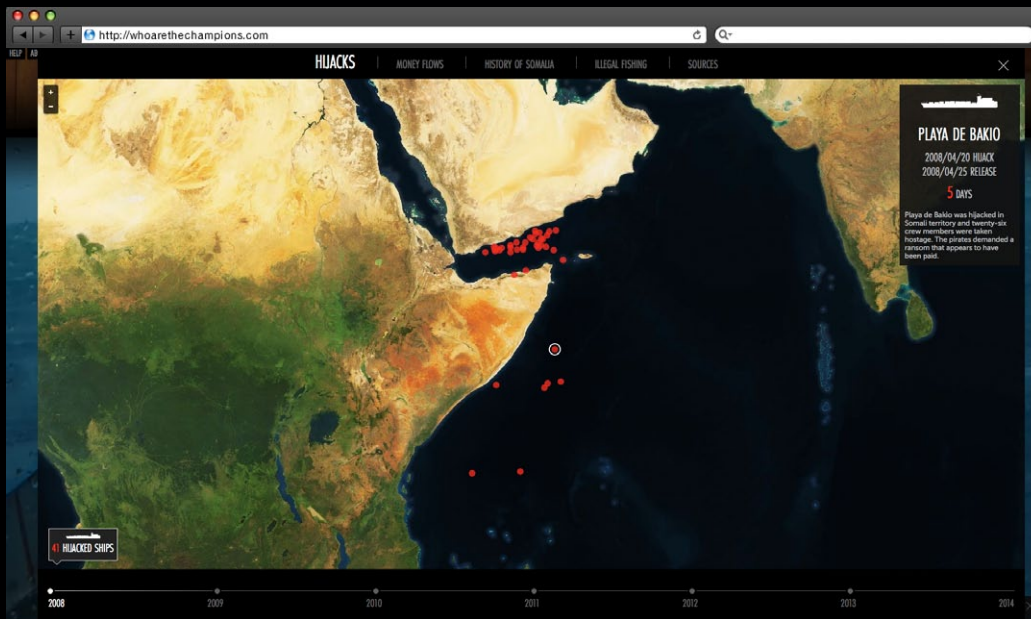 http://whoarethechampions.com
HELP AB
HIJACKS MONEY FLOWS HISTORY OF SOMALIA ILLEGAL FISHING SOURCES
PLAYA DE BAKIO
2008/04/20 HIJACK
2008/04/25 RELEASE
5 DAYS
Playa de Bakio was hijacked in
Somali territory and twenty-six
crew members were taken
hostage. The pirates demanded a
ransom that appears to have
been paid.
41 HIJACKED SHIPS
2008 2009 2010 2011 2012 2013 2014